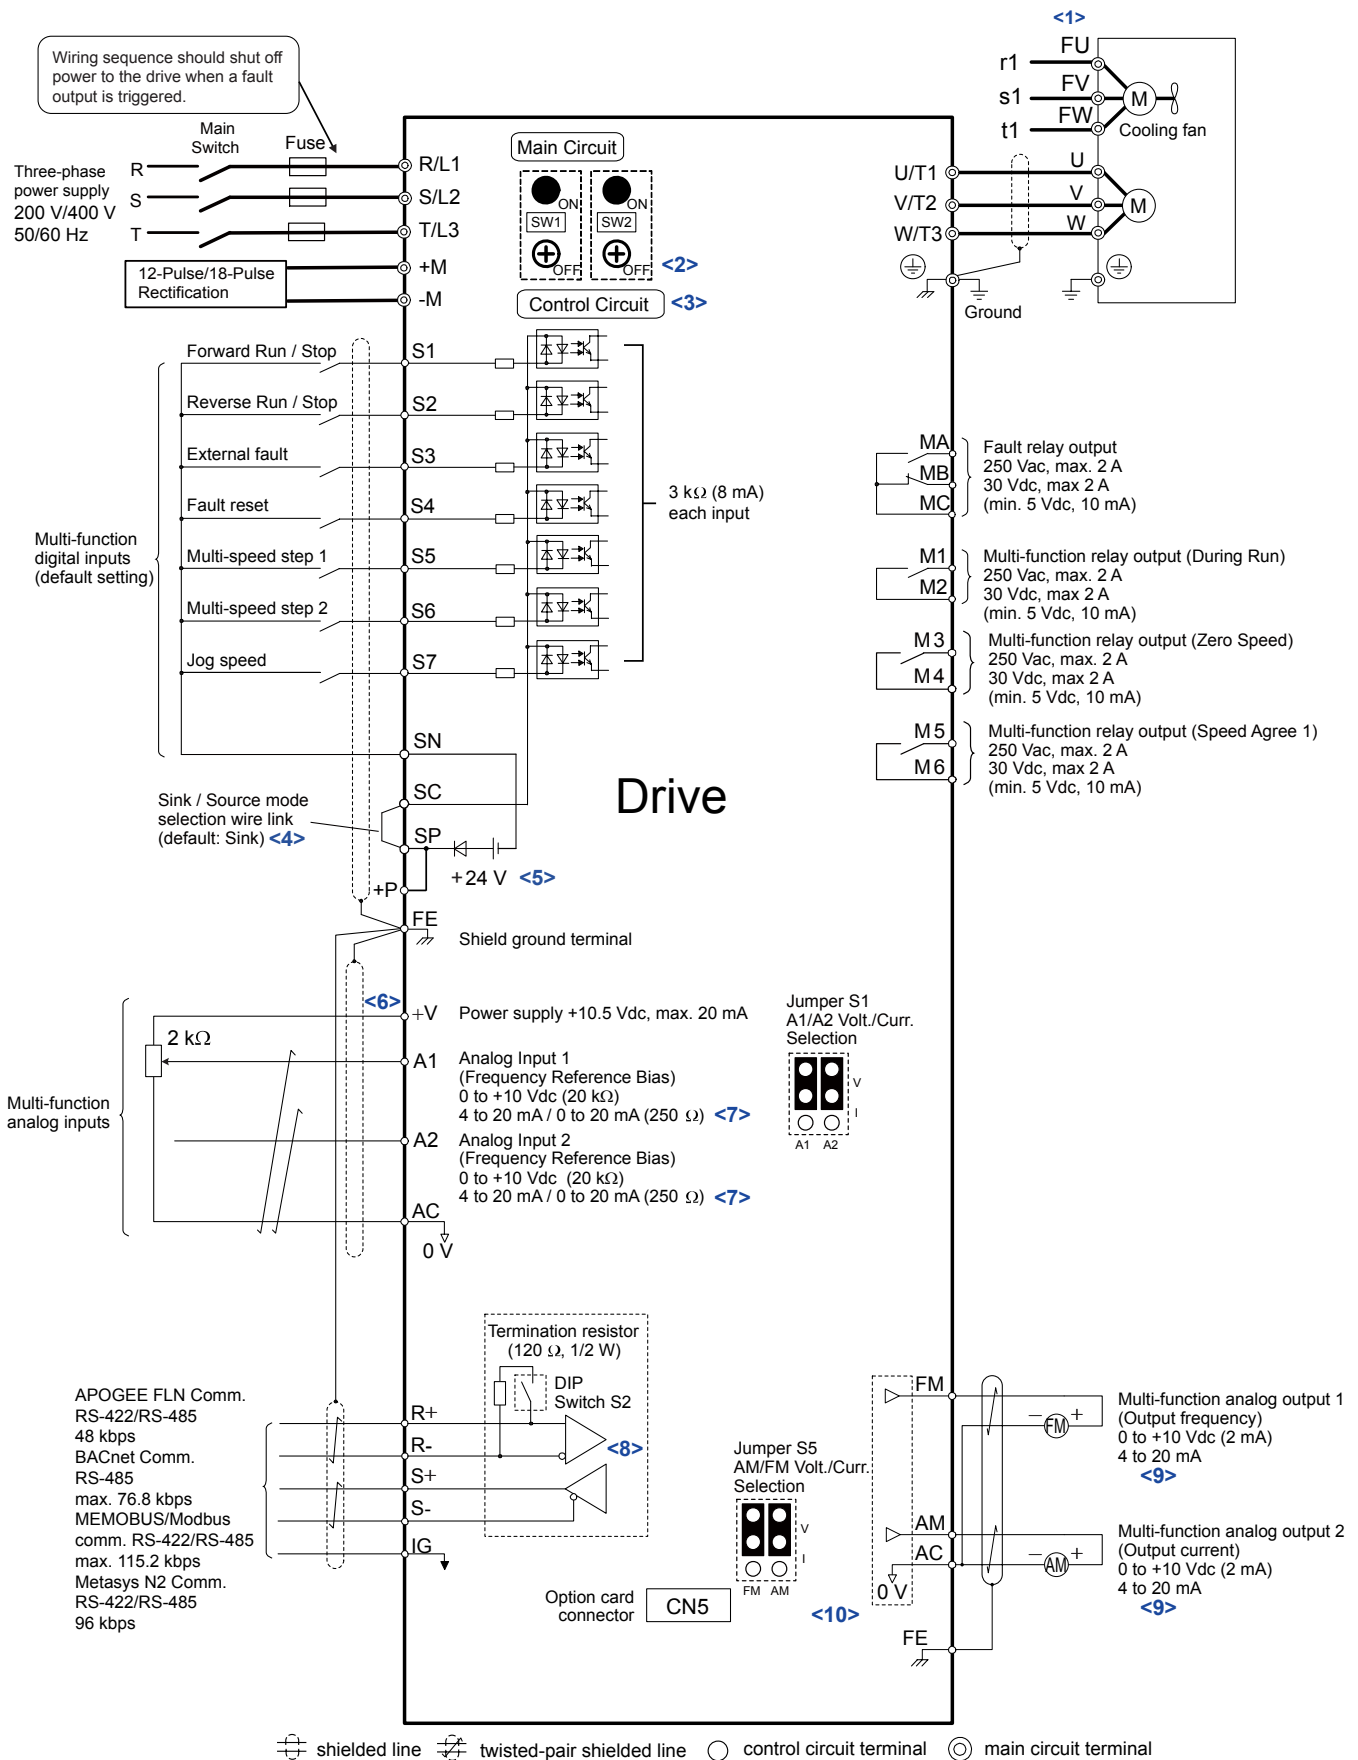 <1>
Wiring sequence should shut off
power to the drive when a fault
output is triggered.
r1
FU
s1
FV
t1
FW
M
Cooling fan
Main
Switch
Fuse
Three-phase
power supply
200 V/400 V
50/60 Hz
R
S
T
R/L1
S/L2
T/L3
12-Pulse/18-Pulse
Rectification
+M
-M
Main Circuit
ON
SW1
OFF
ON
SW2
OFF
<2>
Control Circuit
<3>
U/T1
V/T2
W/T3
U
V
W
M
Ground
Multi-function
digital inputs
(default setting)
Forward Run / Stop
S1
Reverse Run / Stop
S2
External fault
S3
Fault reset
S4
Multi-speed step 1
S5
Multi-speed step 2
S6
Jog speed
S7
3 kΩ (8 mA)
each input
SN
SC
SP
Sink / Source mode
selection wire link
(default: Sink) <4>
+24 V <5>
+P
FE
Shield ground terminal
Drive
MA
MB
MC
Fault relay output
250 Vac, max. 2 A
30 Vdc, max 2 A
(min. 5 Vdc, 10 mA)
M1
M2
Multi-function relay output (During Run)
250 Vac, max. 2 A
30 Vdc, max 2 A
(min. 5 Vdc, 10 mA)
M3
M4
Multi-function relay output (Zero Speed)
250 Vac, max. 2 A
30 Vdc, max 2 A
(min. 5 Vdc, 10 mA)
M5
M6
Multi-function relay output (Speed Agree 1)
250 Vac, max. 2 A
30 Vdc, max 2 A
(min. 5 Vdc, 10 mA)
Multi-function
analog inputs
2 kΩ
<6>
+V
Power supply +10.5 Vdc, max. 20 mA
A1
Analog Input 1
(Frequency Reference Bias)
0 to +10 Vdc (20 kΩ)
4 to 20 mA / 0 to 20 mA (250 Ω) <7>
A2
Analog Input 2
(Frequency Reference Bias)
0 to +10 Vdc (20 kΩ)
4 to 20 mA / 0 to 20 mA (250 Ω) <7>
AC
0 V
Jumper S1
A1/A2 Volt./Curr.
Selection
V
I
A1 A2
Termination resistor
(120 Ω, 1/2 W)
DIP
Switch S2
<8>
APOGEE FLN Comm.
RS-422/RS-485
48 kbps
BACnet Comm.
RS-485
max. 76.8 kbps
MEMOBUS/Modbus
comm. RS-422/RS-485
max. 115.2 kbps
Metasys N2 Comm.
RS-422/RS-485
96 kbps
R+
R-
S+
S-
IG
Jumper S5
AM/FM Volt./Curr.
Selection
V
I
FM AM
Option card
connector
CN5
<10>
FM
AM
AC
0 V
FE
− FM +
Multi-function analog output 1
(Output frequency)
0 to +10 Vdc (2 mA)
4 to 20 mA
<9>
− AM +
Multi-function analog output 2
(Output current)
0 to +10 Vdc (2 mA)
4 to 20 mA
<9>
shielded line
twisted-pair shielded line
control circuit terminal
main circuit terminal